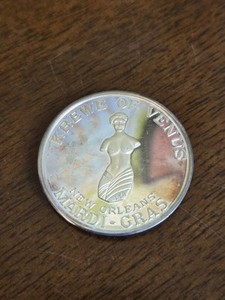 KREWE OF VENUS
NEW ORLEANS
MARDI-GRAS